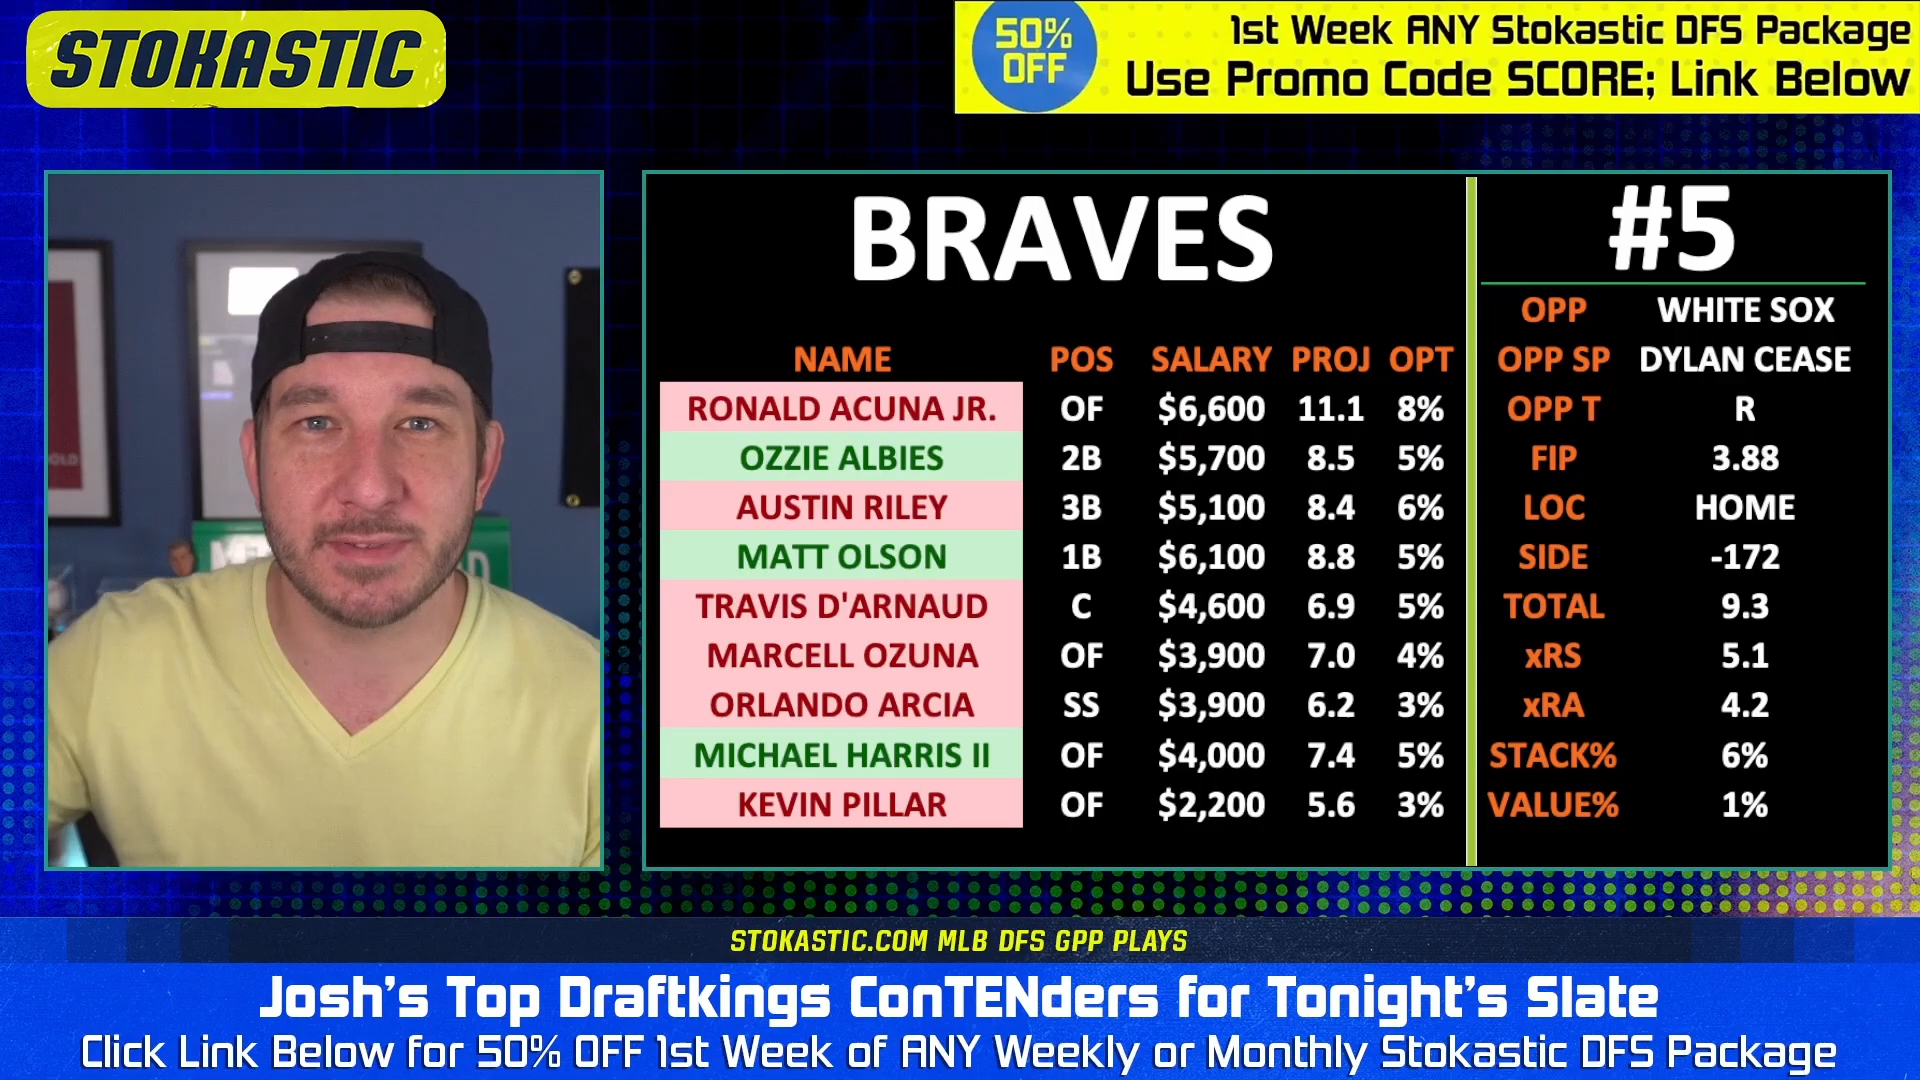 STOKASTIC
50% OFF
1st Week ANY Stokastic DFS Package
Use Promo Code SCORE; Link Below
BRAVES
NAME POS SALARY PROJ OPT
RONALD ACUNA JR. OF $6,600 11.1 8%
OZZIE ALBIES 2B $5,700 8.5 5%
AUSTIN RILEY 3B $5,100 8.4 6%
MATT OLSON 1B $6,100 8.8 5%
TRAVIS D'ARNAUD C $4,600 6.9 5%
MARCELL OZUNA OF $3,900 7.0 4%
ORLANDO ARCIA SS $3,900 6.2 3%
MICHAEL HARRIS II OF $4,000 7.4 5%
KEVIN PILLAR OF $2,200 5.6 3%
#5
OPP WHITE SOX
OPP SP DYLAN CEASE
OPP T R
FIP 3.88
LOC HOME
SIDE -172
TOTAL 9.3
xRS 5.1
xRA 4.2
STACK% 6%
VALUE% 1%
STOKASTIC.COM MLB DFS GPP PLAYS
Josh's Top Draftkings ConTENders for Tonight's Slate
Click Link Below for 50% OFF 1st Week of ANY Weekly or Monthly Stokastic DFS Package